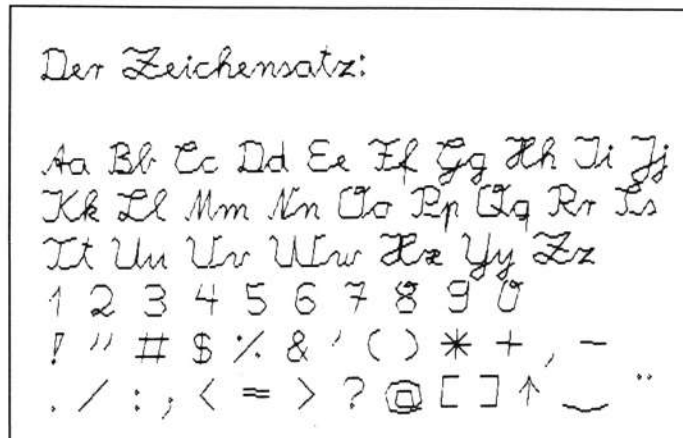 Der Zeichensatz:
Aa Bb Cc Dd Ee Ff Gg Hh Ii Jj
Kk Ll Mm Nn Oo Pp Qq Rr Ss
Tt Uu Vv Ww Xx Yy Zz
1 2 3 4 5 6 7 8 9 0
! " # $ % & ' ( ) * + , -
. / : ; < = > ? @ [ ] ↑ ‿ ¨